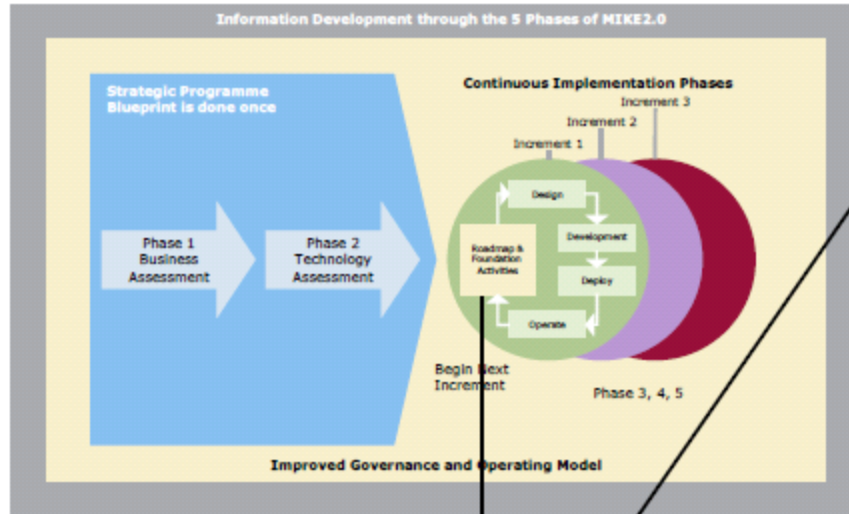 Information Development through the 5 Phases of MIKE2.0
Strategic Programme
Blueprint is done once
Continuous Implementation Phases
Increment 3
Increment 2
Increment 1
Phase 1
Business
Assessment
Phase 2
Technology
Assessment
Design
Development
Roadmap &
Foundation
Activities
Deploy
Operate
Begin Next
Increment
Phase 3, 4, 5
Improved Governance and Operating Model